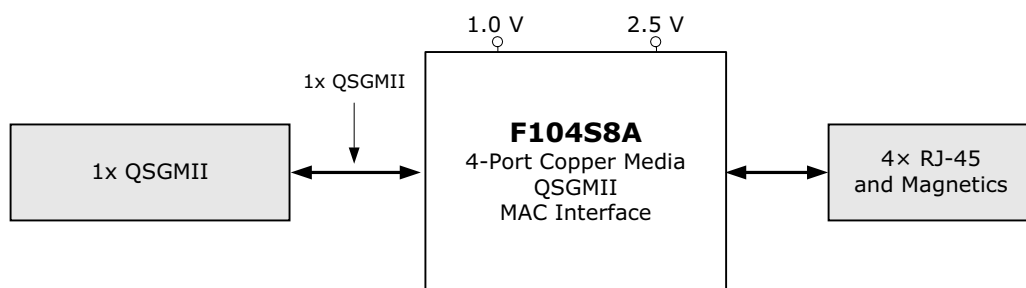 1.0 V
2.5 V
1x QSGMII
1x QSGMII
F104S8A
4-Port Copper Media
QSGMII
MAC Interface
4× RJ-45
and Magnetics